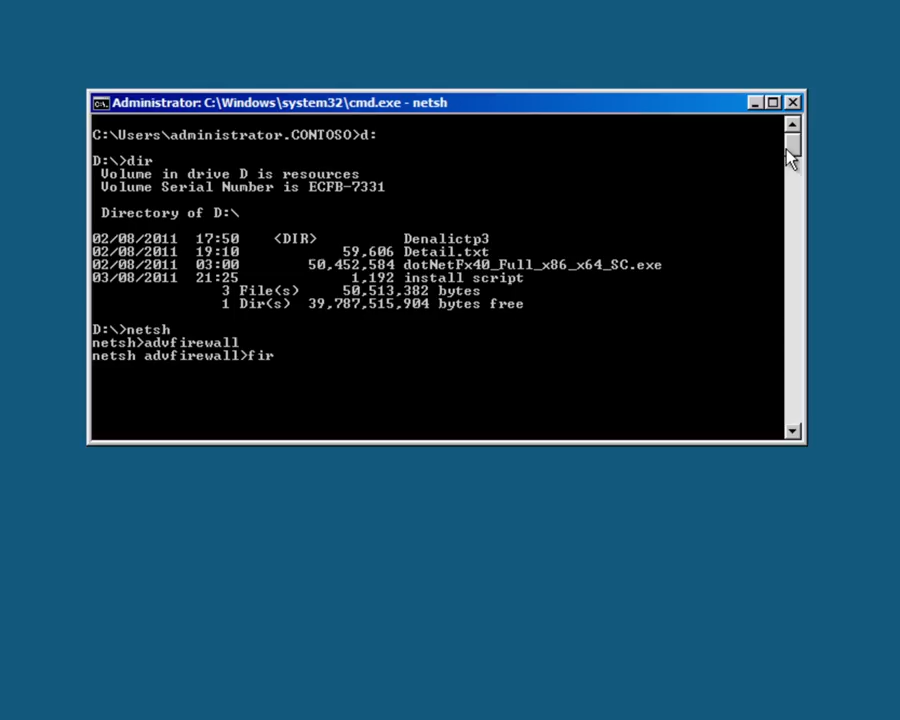 Administrator: C:\Windows\system32\cmd.exe - netsh
C:\Users\administrator.CONTOSO>d:
D:\>dir
Volume in drive D is resources
Volume Serial Number is ECFB-7331
Directory of D:\
02/08/2011 17:50 <DIR> Denalictp3
02/08/2011 19:10 59,606 Detail.txt
02/08/2011 03:00 50,452,584 dotNetFx40_Full_x86_x64_SC.exe
03/08/2011 21:25 1,192 install script
3 File(s) 50,513,382 bytes
1 Dir(s) 39,787,515,904 bytes free
D:\>netsh
netsh>advfirewall
netsh advfirewall>fir